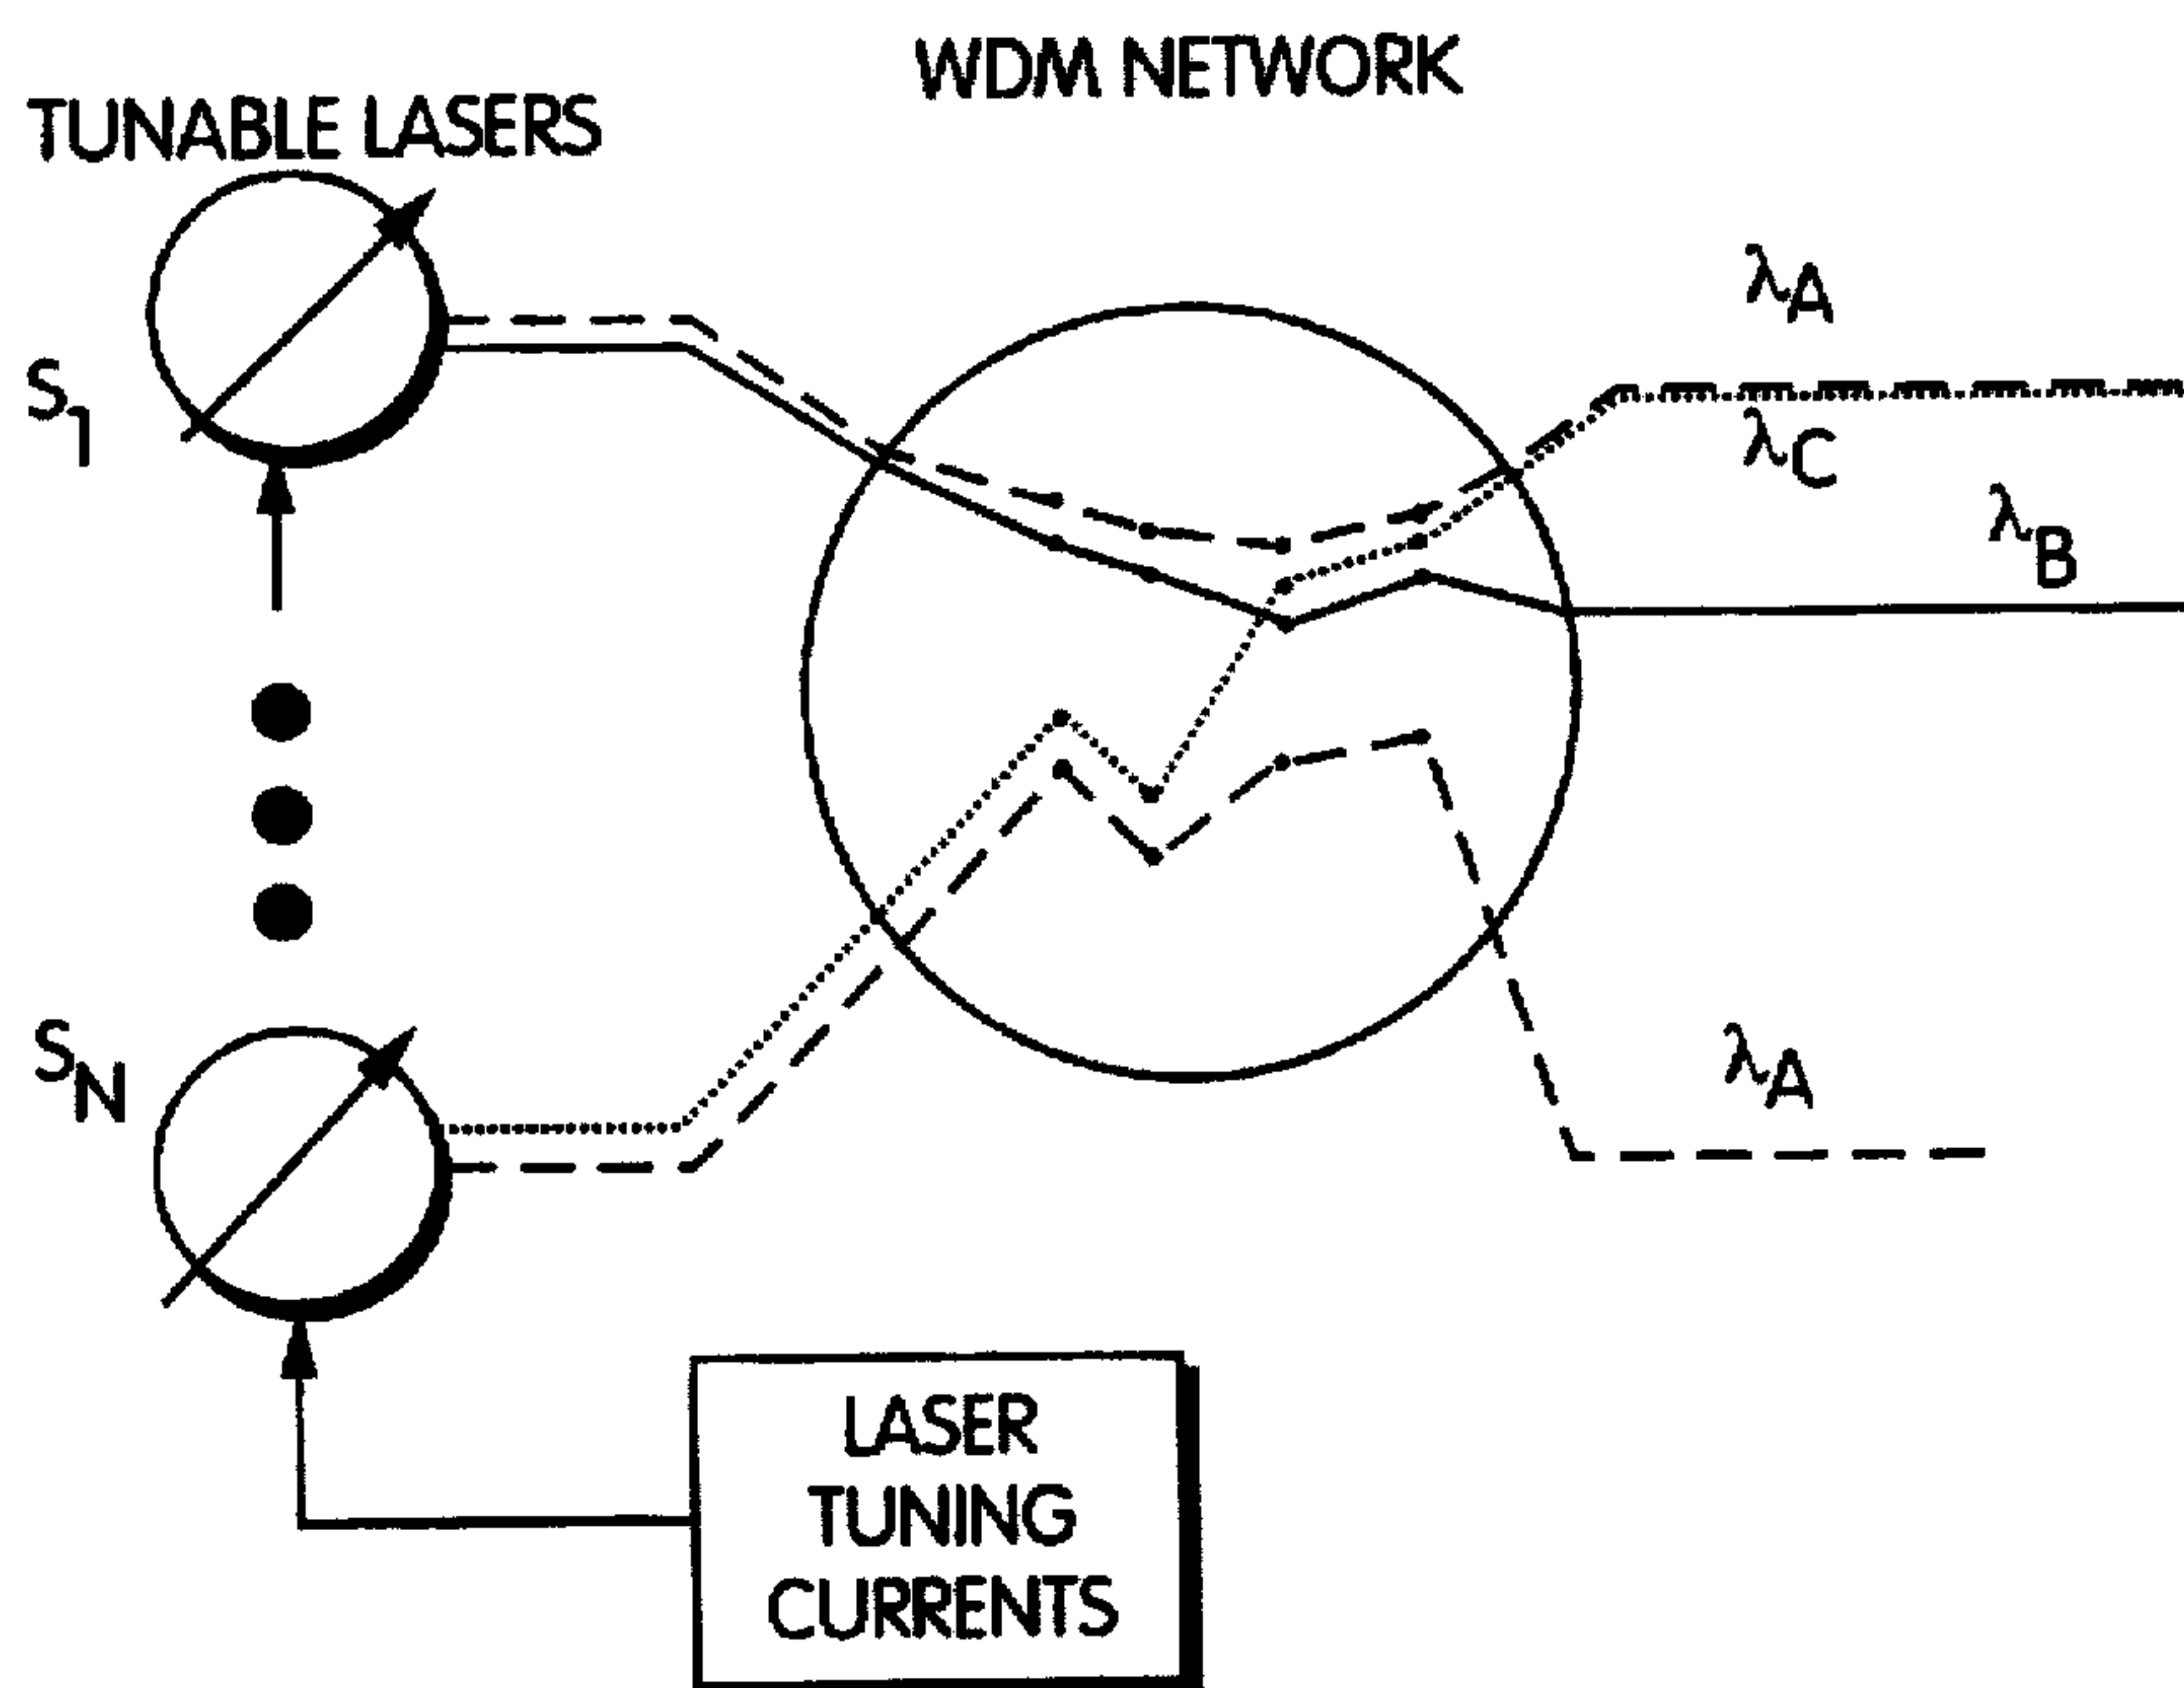 WDM NETWORK
TUNABLE LASERS
λA
S1
λC
λB
SN
λA
LASER
TUNING
CURRENTS